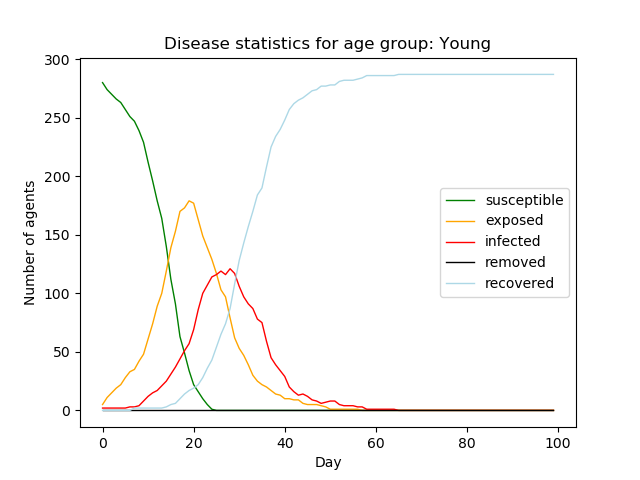 Disease statistics for age group: Young
300
250
200
150
100
50
0
Number of agents
susceptible
exposed
infected
removed
recovered
0 20 40 60 80 100
Day